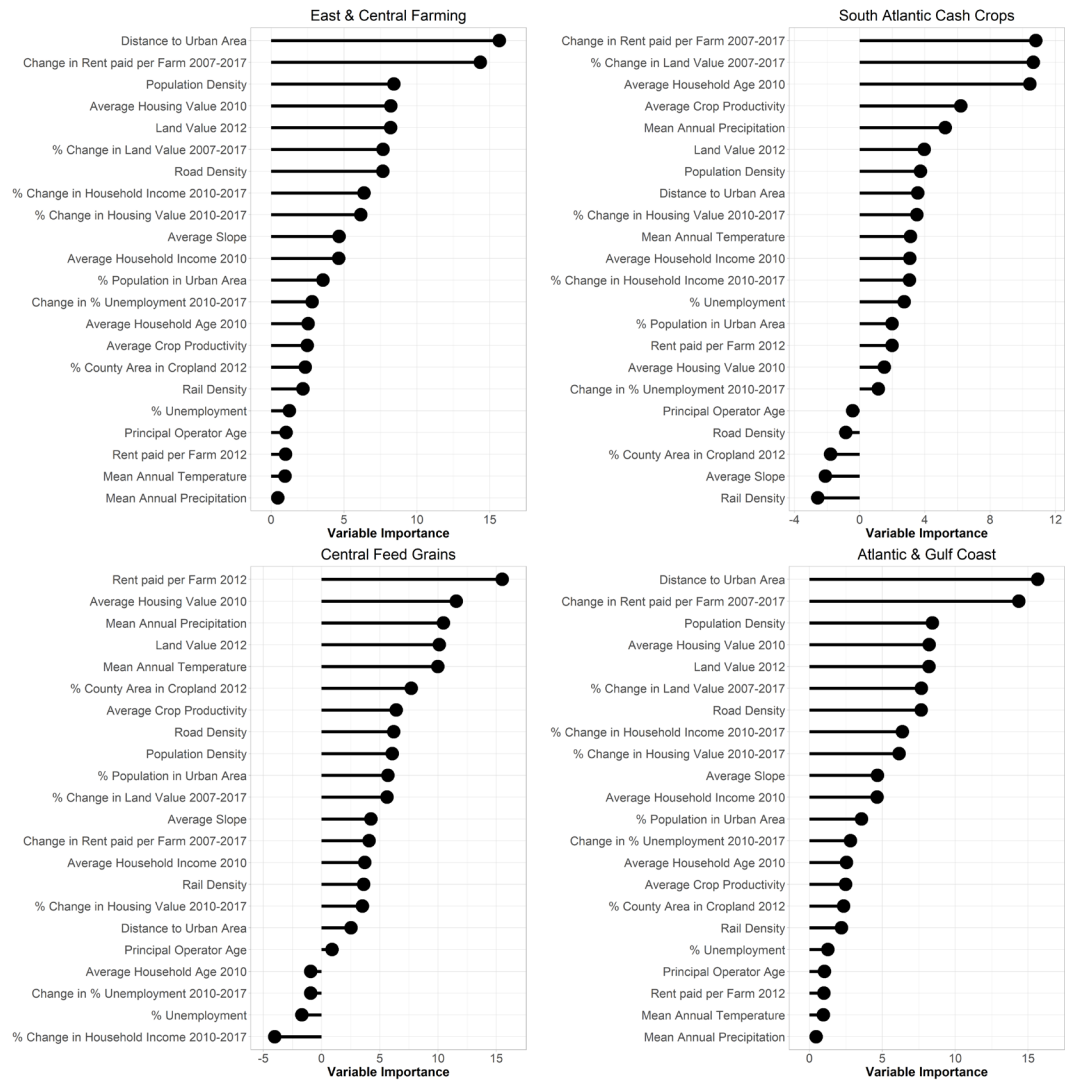 East & Central Farming
Distance to Urban Area
Change in Rent paid per Farm 2007-2017
Population Density
Average Housing Value 2010
Land Value 2012
% Change in Land Value 2007-2017
Road Density
% Change in Household Income 2010-2017
% Change in Housing Value 2010-2017
Average Slope
Average Household Income 2010
% Population in Urban Area
Change in % Unemployment 2010-2017
Average Household Age 2010
Average Crop Productivity
% County Area in Cropland 2012
Rail Density
% Unemployment
Principal Operator Age
Rent paid per Farm 2012
Mean Annual Temperature
Mean Annual Precipitation
0 5 10 15
Variable Importance
South Atlantic Cash Crops
Change in Rent paid per Farm 2007-2017
% Change in Land Value 2007-2017
Average Household Age 2010
Average Crop Productivity
Mean Annual Precipitation
Land Value 2012
Population Density
Distance to Urban Area
% Change in Housing Value 2010-2017
Mean Annual Temperature
Average Household Income 2010
% Change in Household Income 2010-2017
% Unemployment
% Population in Urban Area
Rent paid per Farm 2012
Average Housing Value 2010
Change in % Unemployment 2010-2017
Principal Operator Age
Road Density
% County Area in Cropland 2012
Average Slope
Rail Density
-4 0 4 8 12
Variable Importance
Central Feed Grains
Rent paid per Farm 2012
Average Housing Value 2010
Mean Annual Precipitation
Land Value 2012
Mean Annual Temperature
% County Area in Cropland 2012
Average Crop Productivity
Road Density
Population Density
% Population in Urban Area
% Change in Land Value 2007-2017
Average Slope
Change in Rent paid per Farm 2007-2017
Average Household Income 2010
Rail Density
% Change in Housing Value 2010-2017
Distance to Urban Area
Principal Operator Age
Average Household Age 2010
Change in % Unemployment 2010-2017
% Unemployment
% Change in Household Income 2010-2017
-5 0 5 10 15
Variable Importance
Atlantic & Gulf Coast
Distance to Urban Area
Change in Rent paid per Farm 2007-2017
Population Density
Average Housing Value 2010
Land Value 2012
% Change in Land Value 2007-2017
Road Density
% Change in Household Income 2010-2017
% Change in Housing Value 2010-2017
Average Slope
Average Household Income 2010
% Population in Urban Area
Change in % Unemployment 2010-2017
Average Household Age 2010
Average Crop Productivity
% County Area in Cropland 2012
Rail Density
% Unemployment
Principal Operator Age
Rent paid per Farm 2012
Mean Annual Temperature
Mean Annual Precipitation
0 5 10 15
Variable Importance